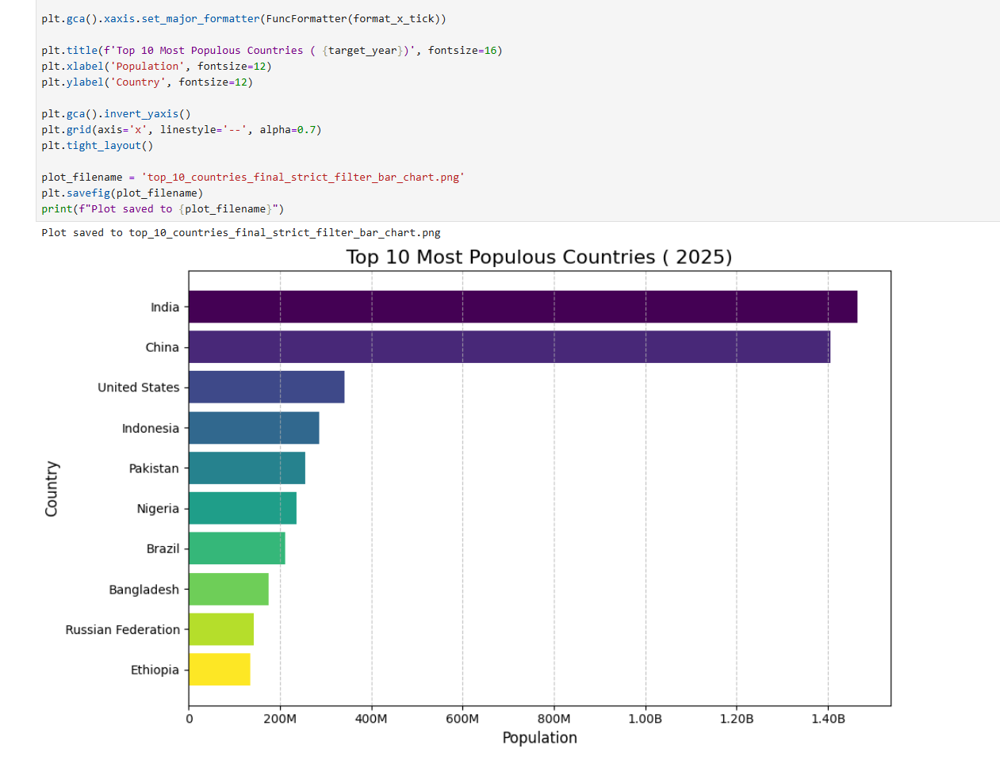 plt.gca().xaxis.set_major_formatter(FuncFormatter(format_x_tick))
plt.title(f'Top 10 Most Populous Countries ( {target_year})', fontsize=16)
plt.xlabel('Population', fontsize=12)
plt.ylabel('Country', fontsize=12)
plt.gca().invert_yaxis()
plt.grid(axis='x', linestyle='--', alpha=0.7)
plt.tight_layout()
plot_filename = 'top_10_countries_final_strict_filter_bar_chart.png'
plt.savefig(plot_filename)
print(f"Plot saved to {plot_filename}")
Plot saved to top_10_countries_final_strict_filter_bar_chart.png
Top 10 Most Populous Countries ( 2025)
Country
India
China
United States
Indonesia
Pakistan
Nigeria
Brazil
Bangladesh
Russian Federation
Ethiopia
0 200M 400M 600M 800M 1.00B 1.20B 1.40B
Population